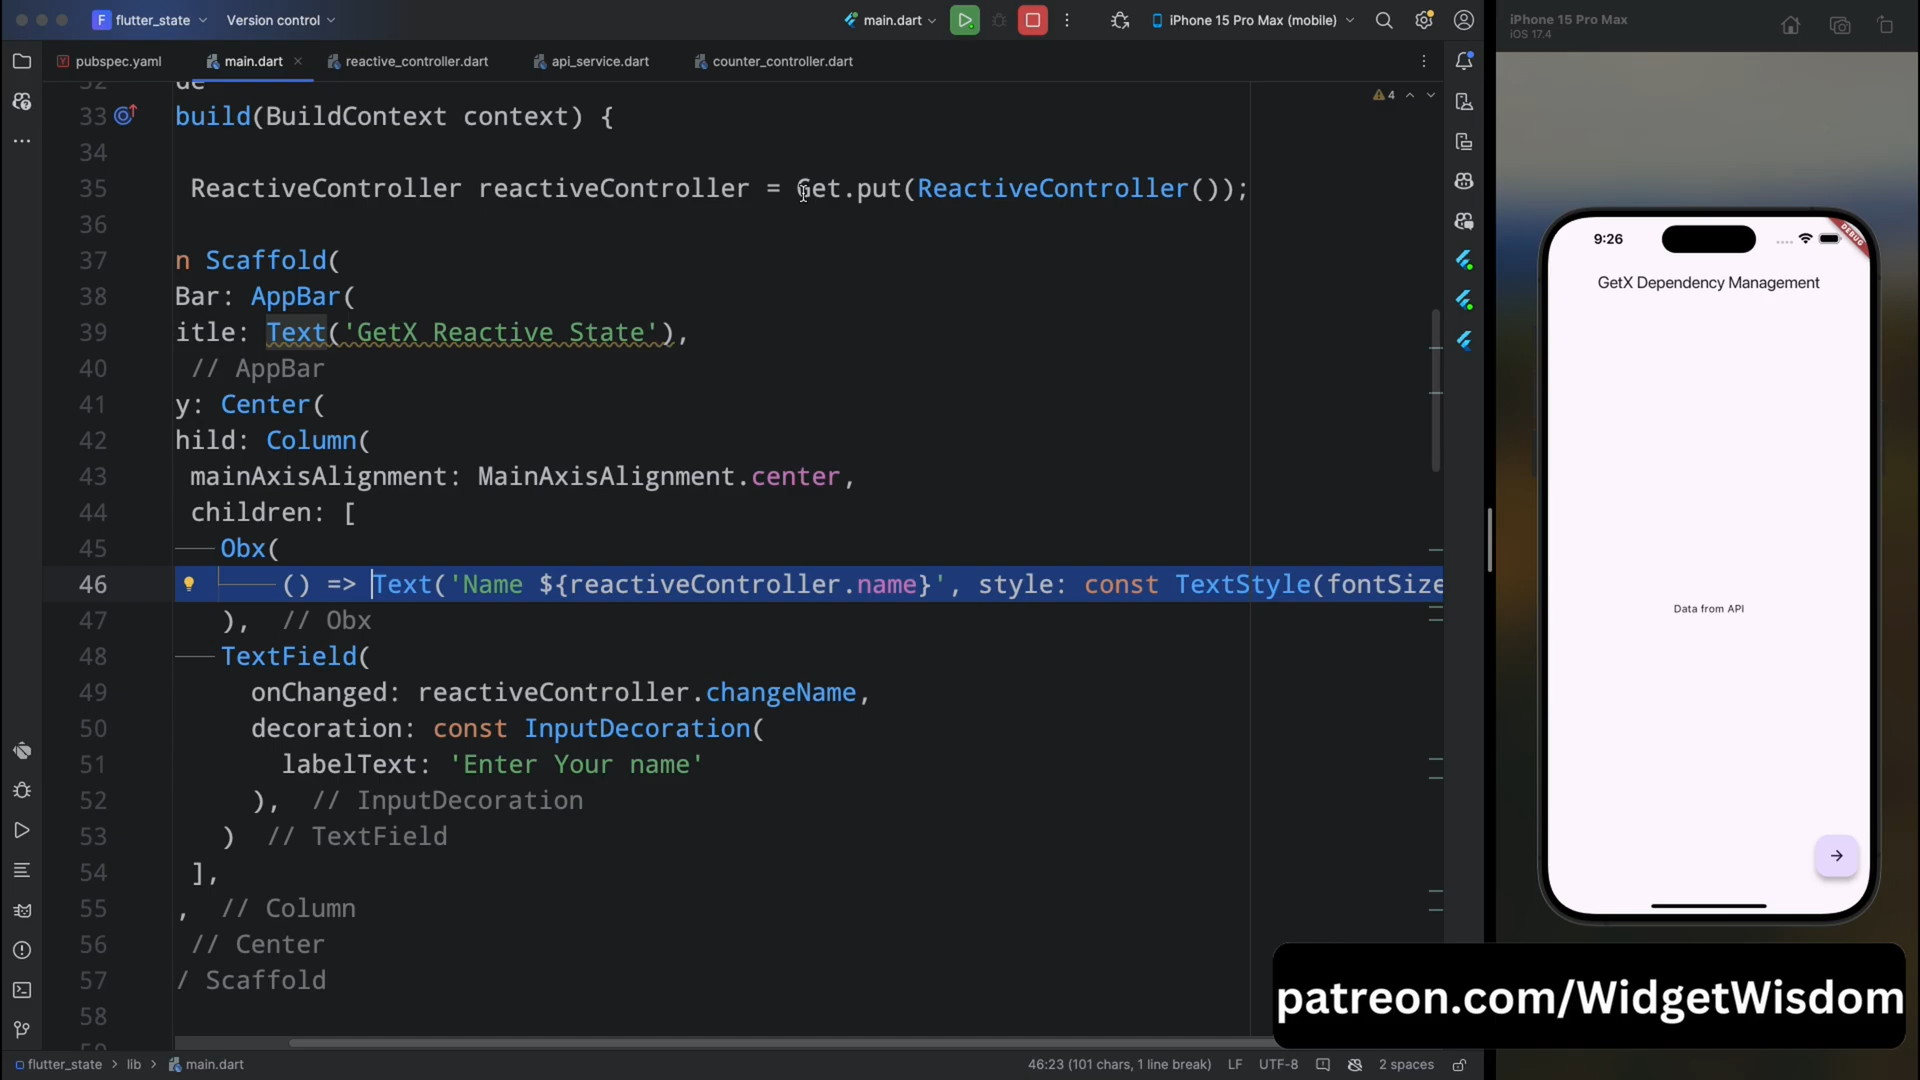 F flutter_state
Version control
main.dart
iPhone 15 Pro Max (mobile)
iPhone 15 Pro Max
iOS 17.4
pubspec.yaml
main.dart
reactive_controller.dart
api_service.dart
counter_controller.dart
4
33 build(BuildContext context) {
34
35 ReactiveController reactiveController = Get.put(ReactiveController());
36
37 n Scaffold(
38 Bar: AppBar(
39 itle: Text('GetX Reactive State'),
40 // AppBar
41 y: Center(
42 hild: Column(
43 mainAxisAlignment: MainAxisAlignment.center,
44 children: [
45 Obx(
46 () => Text('Name ${reactiveController.name}', style: const TextStyle(fontSize
47 ), // Obx
48 TextField(
49 onChanged: reactiveController.changeName,
50 decoration: const InputDecoration(
51 labelText: 'Enter Your name'
52 ), // InputDecoration
53 ) // TextField
54 ],
55 , // Column
56 // Center
57 / Scaffold
58
9:26
DEBUG
GetX Dependency Management
Data from API
patreon.com/WidgetWisdom
flutter_state > lib > main.dart
46:23 (101 chars, 1 line break) LF UTF-8 2 spaces